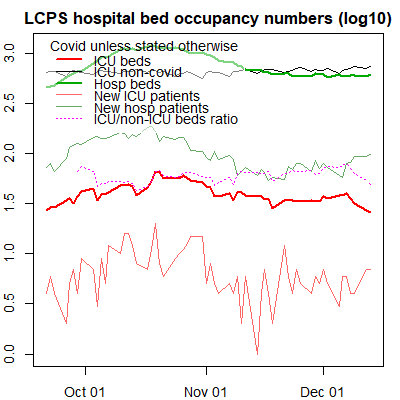 LCPS hospital bed occupancy numbers (log10)
Covid unless stated otherwise
ICU beds
ICU non-covid
Hosp beds
New ICU patients
New hosp patients
ICU/non-ICU beds ratio
3.0
2.5
2.0
1.5
1.0
0.5
0.0
Oct 01 Nov 01 Dec 01